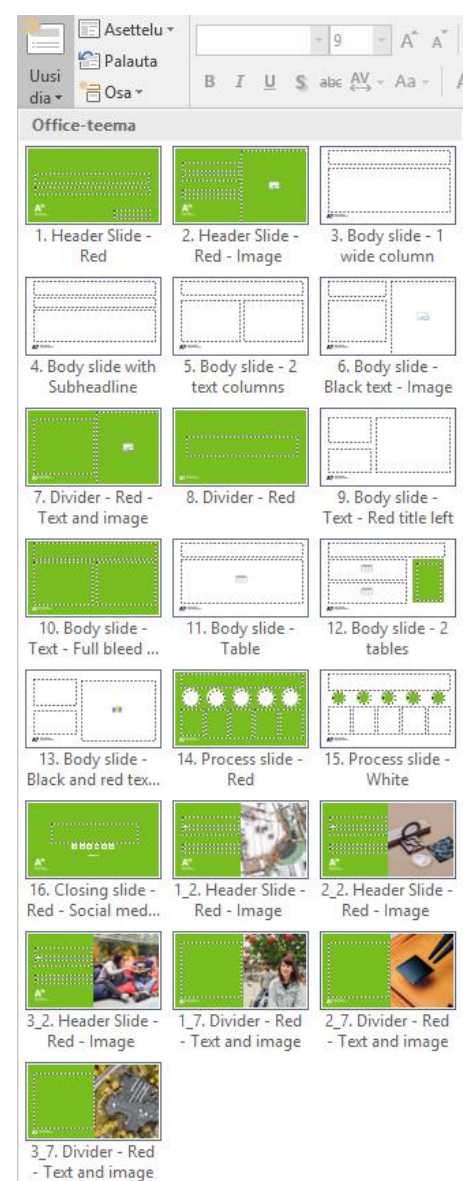 Asettelu
Palauta
Uusi
dia
Osa
9
A A
B I U S abc AV Aa A
Office-teema
1. Header Slide -
Red
2. Header Slide -
Red - Image
3. Body slide - 1
wide column
4. Body slide with
Subheadline
5. Body slide - 2
text columns
6. Body slide -
Black text - Image
7. Divider - Red -
Text and image
8. Divider - Red
9. Body slide -
Text - Red title left
10. Body slide -
Text - Full bleed ...
11. Body slide -
Table
12. Body slide - 2
tables
13. Body slide -
Black and red tex...
14. Process slide -
Red
15. Process slide -
White
16. Closing slide -
Red - Social med...
1_2. Header Slide -
Red - Image
2_2. Header Slide -
Red - Image
3_2. Header Slide -
Red - Image
1_7. Divider - Red
- Text and image
2_7. Divider - Red
- Text and image
3_7. Divider - Red
- Text and image